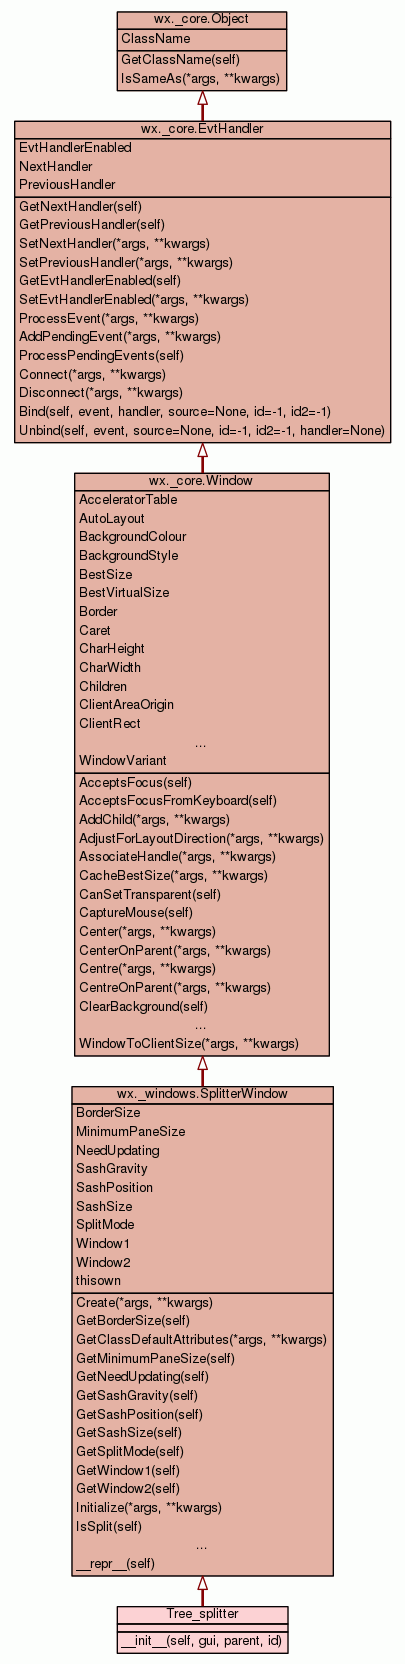 wx._core.Object
ClassName
GetClassName(self)
IsSameAs(*args, **kwargs)
wx._core.EvtHandler
EvtHandlerEnabled
NextHandler
PreviousHandler
GetNextHandler(self)
GetPreviousHandler(self)
SetNextHandler(*args, **kwargs)
SetPreviousHandler(*args, **kwargs)
GetEvtHandlerEnabled(self)
SetEvtHandlerEnabled(*args, **kwargs)
ProcessEvent(*args, **kwargs)
AddPendingEvent(*args, **kwargs)
ProcessPendingEvents(self)
Connect(*args, **kwargs)
Disconnect(*args, **kwargs)
Bind(self, event, handler, source=None, id=-1, id2=-1)
Unbind(self, event, source=None, id=-1, id2=-1, handler=None)
wx._core.Window
AcceleratorTable
AutoLayout
BackgroundColour
BackgroundStyle
BestSize
BestVirtualSize
Border
Caret
CharHeight
CharWidth
Children
ClientAreaOrigin
ClientRect
...
WindowVariant
AcceptsFocus(self)
AcceptsFocusFromKeyboard(self)
AddChild(*args, **kwargs)
AdjustForLayoutDirection(*args, **kwargs)
AssociateHandle(*args, **kwargs)
CacheBestSize(*args, **kwargs)
CanSetTransparent(self)
CaptureMouse(self)
Center(*args, **kwargs)
CenterOnParent(*args, **kwargs)
Centre(*args, **kwargs)
CentreOnParent(*args, **kwargs)
ClearBackground(self)
...
WindowToClientSize(*args, **kwargs)
wx._windows.SplitterWindow
BorderSize
MinimumPaneSize
NeedUpdating
SashGravity
SashPosition
SashSize
SplitMode
Window1
Window2
thisown
Create(*args, **kwargs)
GetBorderSize(self)
GetClassDefaultAttributes(*args, **kwargs)
GetMinimumPaneSize(self)
GetNeedUpdating(self)
GetSashGravity(self)
GetSashPosition(self)
GetSashSize(self)
GetSplitMode(self)
GetWindow1(self)
GetWindow2(self)
Initialize(*args, **kwargs)
IsSplit(self)
...
__repr__(self)
Tree_splitter
__init__(self, gui, parent, id)